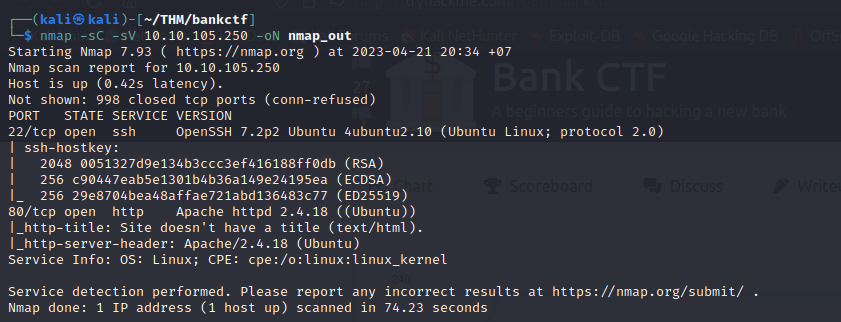 ┌──(kali㉿kali)-[~/THM/bankctf]
└─$ nmap -sC -sV 10.10.105.250 -oN nmap_out
Starting Nmap 7.93 ( https://nmap.org ) at 2023-04-21 20:34 +07
Nmap scan report for 10.10.105.250
Host is up (0.42s latency).
Not shown: 998 closed tcp ports (conn-refused)
PORT   STATE SERVICE VERSION
22/tcp open  ssh     OpenSSH 7.2p2 Ubuntu 4ubuntu2.10 (Ubuntu Linux; protocol 2.0)
| ssh-hostkey:
|   2048 0051327d9e134b3ccc3ef416188ff0db (RSA)
|   256 c90447eab5e1301b4b36a149e24195ea (ECDSA)
|_  256 29e8704bea48affae721abd136483c77 (ED25519)
80/tcp open  http    Apache httpd 2.4.18 ((Ubuntu))
|_http-title: Site doesn't have a title (text/html).
|_http-server-header: Apache/2.4.18 (Ubuntu)
Service Info: OS: Linux; CPE: cpe:/o:linux:linux_kernel
Service detection performed. Please report any incorrect results at https://nmap.org/submit/ .
Nmap done: 1 IP address (1 host up) scanned in 74.23 seconds
Kali NetHunter
Exploit-DB
Google Hacking DB
Bank CTF
A beginners guide to hacking a new bank
Chart
Scoreboard
Discuss